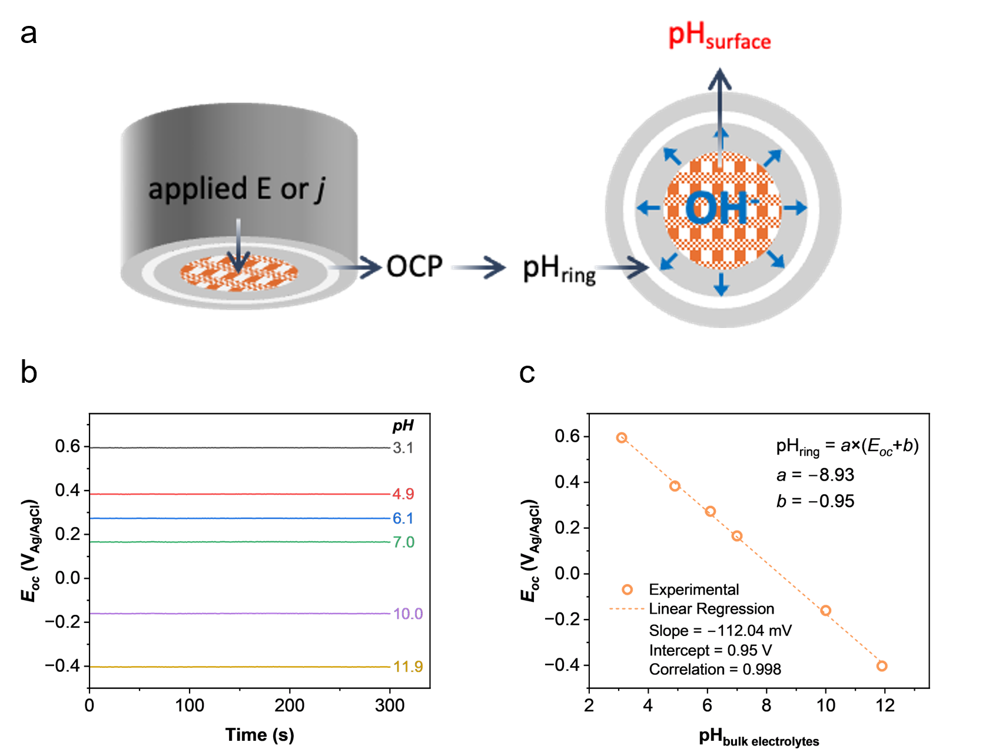 a
pHsurface
applied E or j
OCP
pHring
OH-
b
pH
3.1
4.9
6.1
7.0
10.0
11.9
0.6
0.4
0.2
0.0
−0.2
−0.4
Eoc (VAg/AgCl)
0
100
200
300
Time (s)
c
pHring = a×(Eoc+b)
a = −8.93
b = −0.95
Experimental
Linear Regression
Slope = −112.04 mV
Intercept = 0.95 V
Correlation = 0.998
0.6
0.4
0.2
0.0
−0.2
−0.4
Eoc (VAg/AgCl)
2
4
6
8
10
12
pHbulk electrolytes